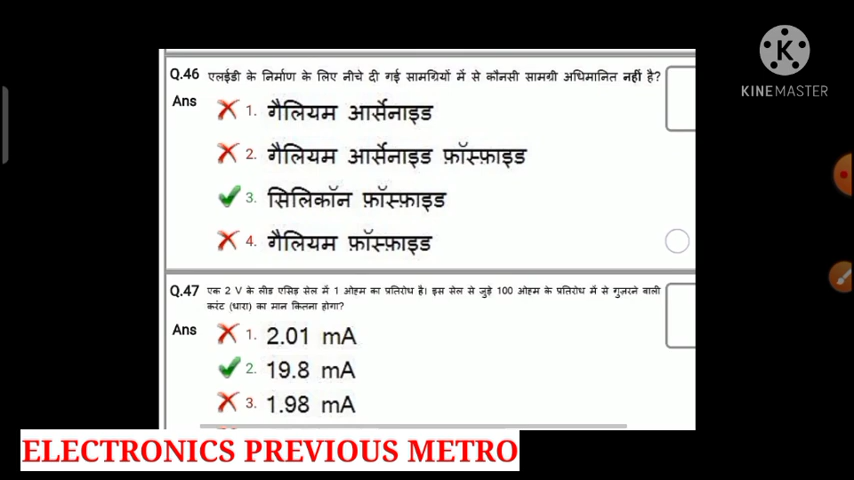 KINEMASTER
Q.46 एलईडी के निर्माण के लिए नीचे दी गई सामग्रियों में से कौनसी सामग्री अधिमानित नहीं है?
Ans
1. गैलियम आर्सेनाइड
2. गैलियम आर्सेनाइड फ़ॉस्फ़ाइड
3. सिलिकॉन फ़ॉस्फ़ाइड
4. गैलियम फ़ॉस्फ़ाइड
Q.47 एक 2 V के लीड एसिड सेल में 1 ओहम का प्रतिरोध है। इस सेल से जुड़े 100 ओहम के प्रतिरोध में से गुज़रने वाली
करंट (धारा) का मान कितना होगा?
Ans
1. 2.01 mA
2. 19.8 mA
3. 1.98 mA
ELECTRONICS PREVIOUS METRO